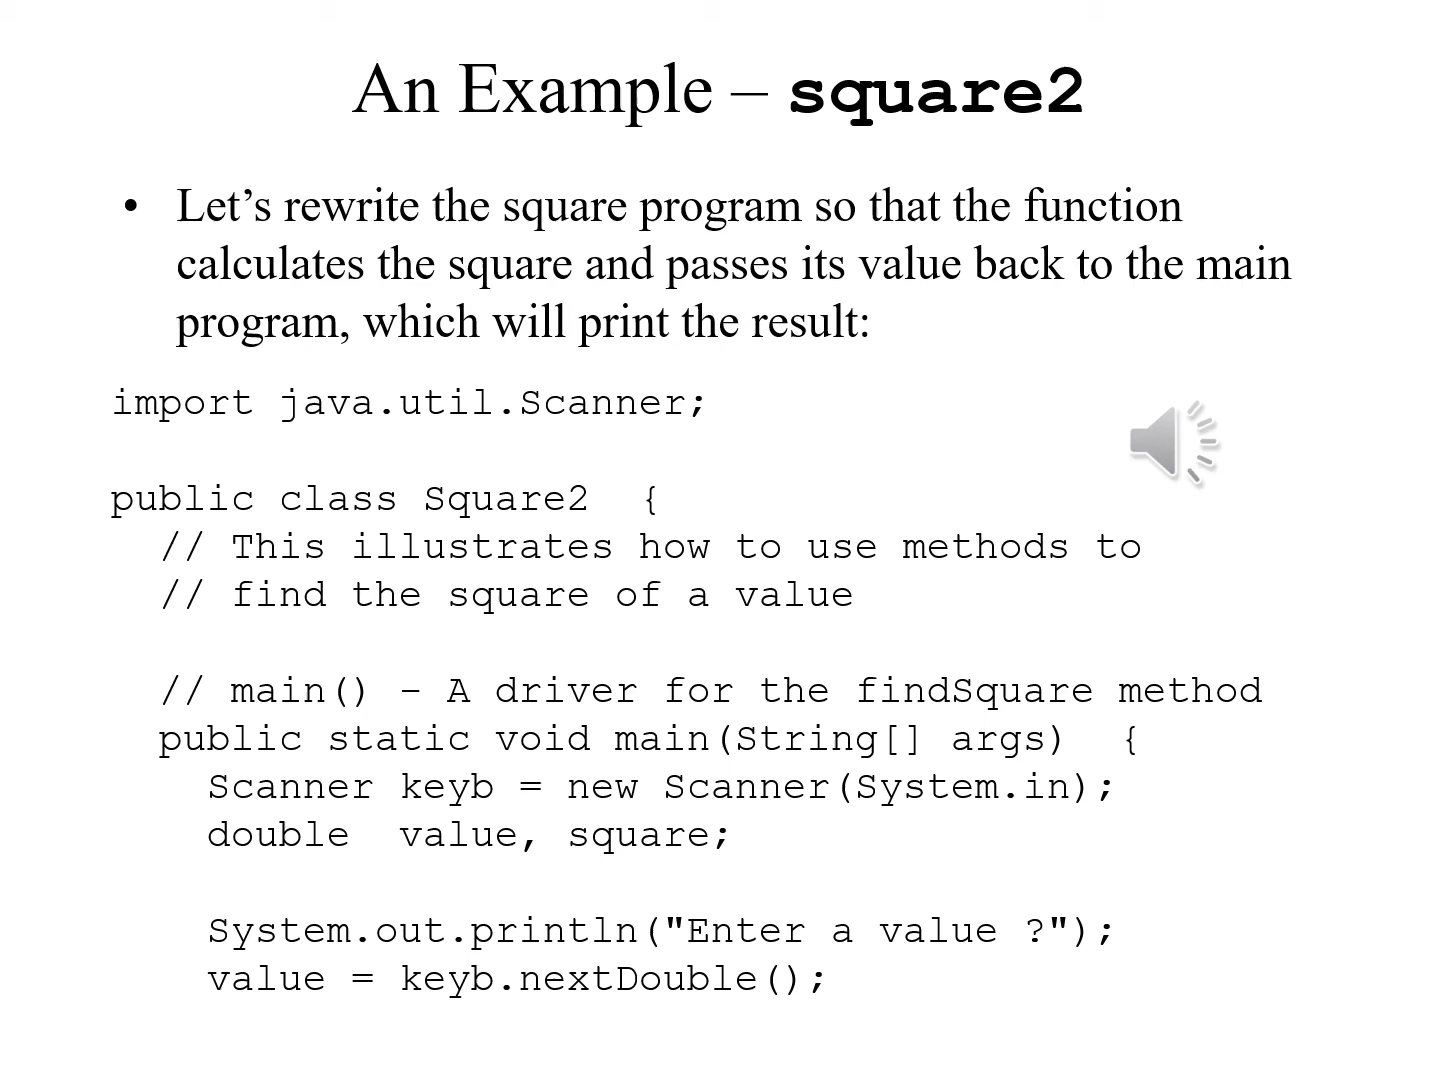 An Example – square2
• Let’s rewrite the square program so that the function
calculates the square and passes its value back to the main
program, which will print the result:
import java.util.Scanner;
public class Square2  {
// This illustrates how to use methods to
// find the square of a value
// main() - A driver for the findSquare method
public static void main(String[] args)  {
Scanner keyb = new Scanner(System.in);
double  value, square;
System.out.println("Enter a value ?");
value = keyb.nextDouble();